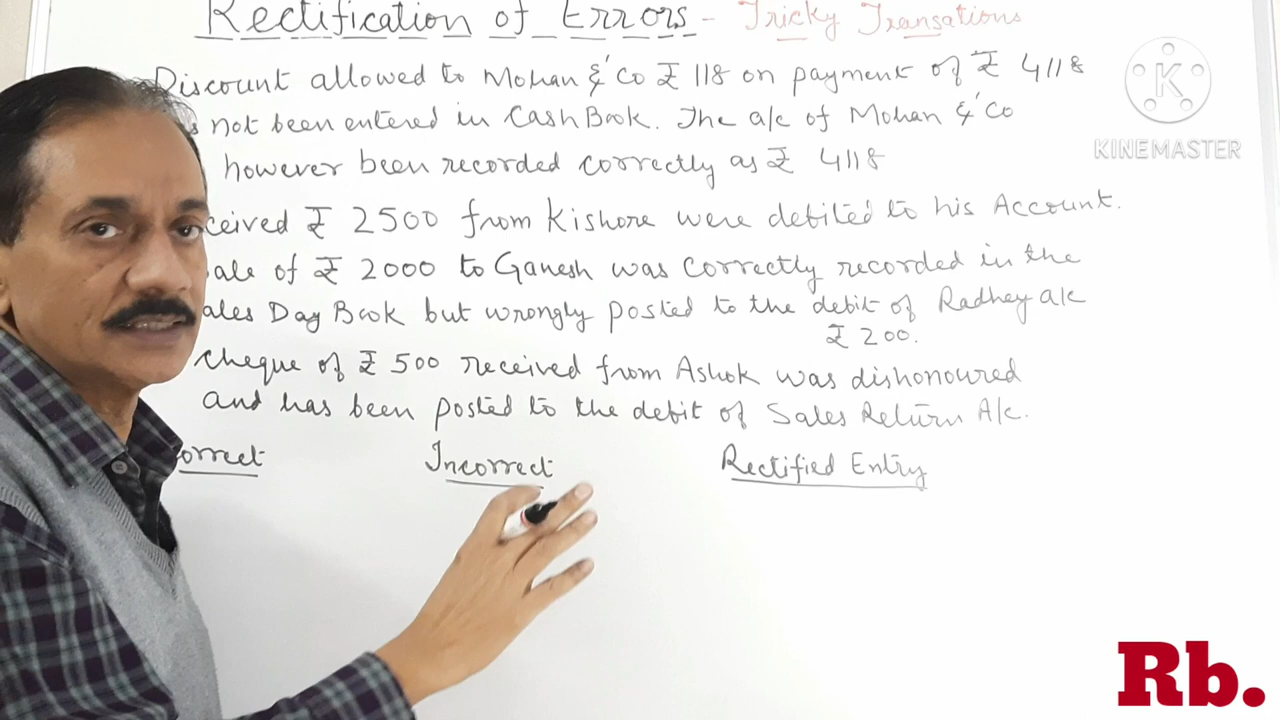 Rectification of Errors - Tricky Transations
Discount allowed to Mohan & Co ₹ 118 on payment of ₹ 4118
not been entered in Cash Book. The a/c of Mohan & Co
however been recorded correctly as ₹ 4118
ceived ₹ 2500 from Kishore were debited to his Account.
ale of ₹ 2000 to Ganesh was correctly recorded in the
ales Day Book but wrongly posted to the debit of Radhey a/c
₹ 200.
cheque of ₹ 500 received from Ashok was dishonoured
and has been posted to the debit of Sales Return A/c.
orrect Incorrect Rectified Entry
KINEMASTER
Rb.